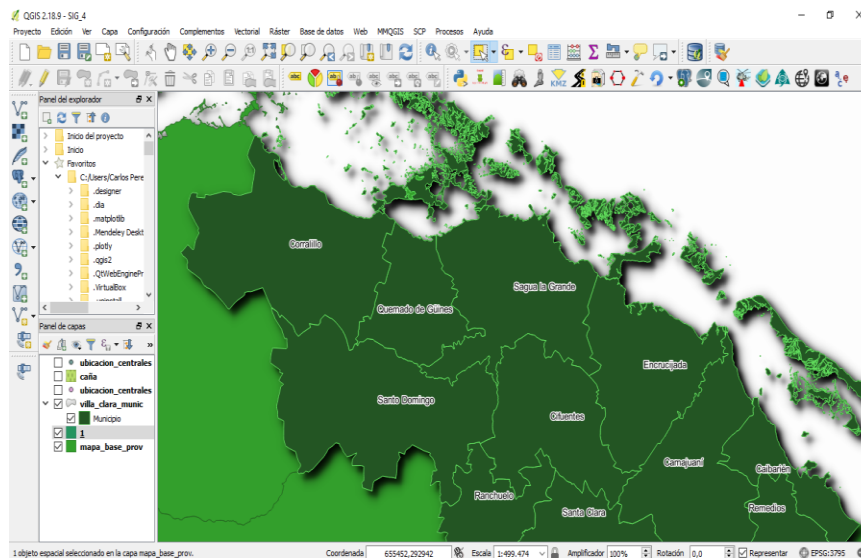 QGIS 2.18.9 - SIG_4
Proyecto Edición Ver Capa Configuración Complementos Vectorial Ráster Base de datos Web MMQGIS SCP Procesos Ayuda
Panel del explorador
Inicio del proyecto
Inicio
Favoritos
C:/Users/Carlos Pere
.designer
.dia
.matplotlib
.Mendeley Deskt
.plotly
.qgis2
.QtWebEnginePr
.VirtualBox
Panel de capas
ubicacion_centrales
caña
ubicacion_centrales
villa_clara_munic
Municipio
1
mapa_base_prov
Corralillo
Sagua la Grande
Quemado de Güines
Encrucijada
Santo Domingo
Cifuentes
Camajuaní
Caibarién
Ranchuelo
Remedios
Santa Clara
1 objeto espacial seleccionado en la capa mapa_base_prov. Coordenada 655452,292942 Escala 1:499.474 Amplificador 100% Rotación 0,0 Representar EPSG:3795